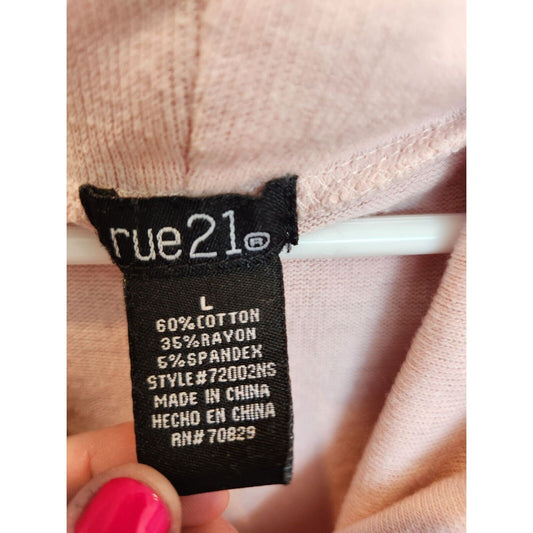 rue21®
L
60%COTTON
35%RAYON
5%SPANDEX
STYLE#72002NS
MADE IN CHINA
HECHO EN CHINA
RN# 70829